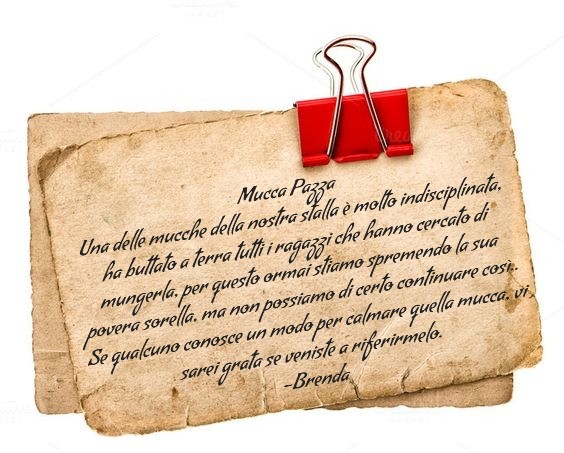 Mucca Pazza
Una delle mucche della nostra stalla è molto indisciplinata,
ha buttato a terra tutti i ragazzi che hanno cercato di
mungerla, per questo ormai stiamo spremendo la sua
povera sorella, ma non possiamo di certo continuare così..
Se qualcuno conosce un modo per calmare quella mucca, vi
sarei grata se veniste a riferirmelo.
-Brenda